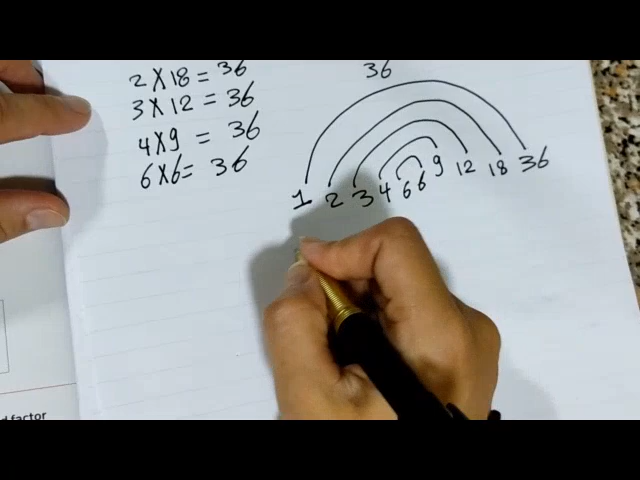 2 X 18 = 36
3 X 12 = 36
4 X 9 = 36
6 X 6 = 36
36
1 2 3 4 6 6 9 12 18 36
factor